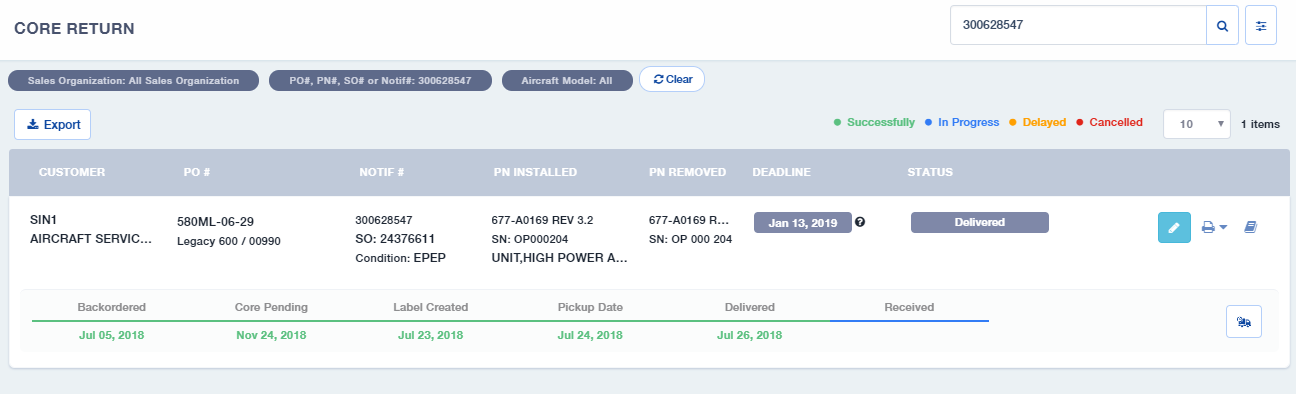 CORE RETURN
300628547
Sales Organization: All Sales Organization
PO#, PN#, SO# or Notif#: 300628547
Aircraft Model: All
Clear
Export
Successfully
In Progress
Delayed
Cancelled
10
1 items
CUSTOMER
PO #
NOTIF #
PN INSTALLED
PN REMOVED
DEADLINE
STATUS
SIN1
AIRCRAFT SERVIC...
580ML-06-29
Legacy 600 / 00990
300628547
SO: 24376611
Condition: EPEP
677-A0169 REV 3.2
SN: OP000204
UNIT,HIGH POWER A...
677-A0169 R...
SN: OP 000 204
Jan 13, 2019
?
Delivered
Backordered
Core Pending
Label Created
Pickup Date
Delivered
Received
Jul 05, 2018
Nov 24, 2018
Jul 23, 2018
Jul 24, 2018
Jul 26, 2018